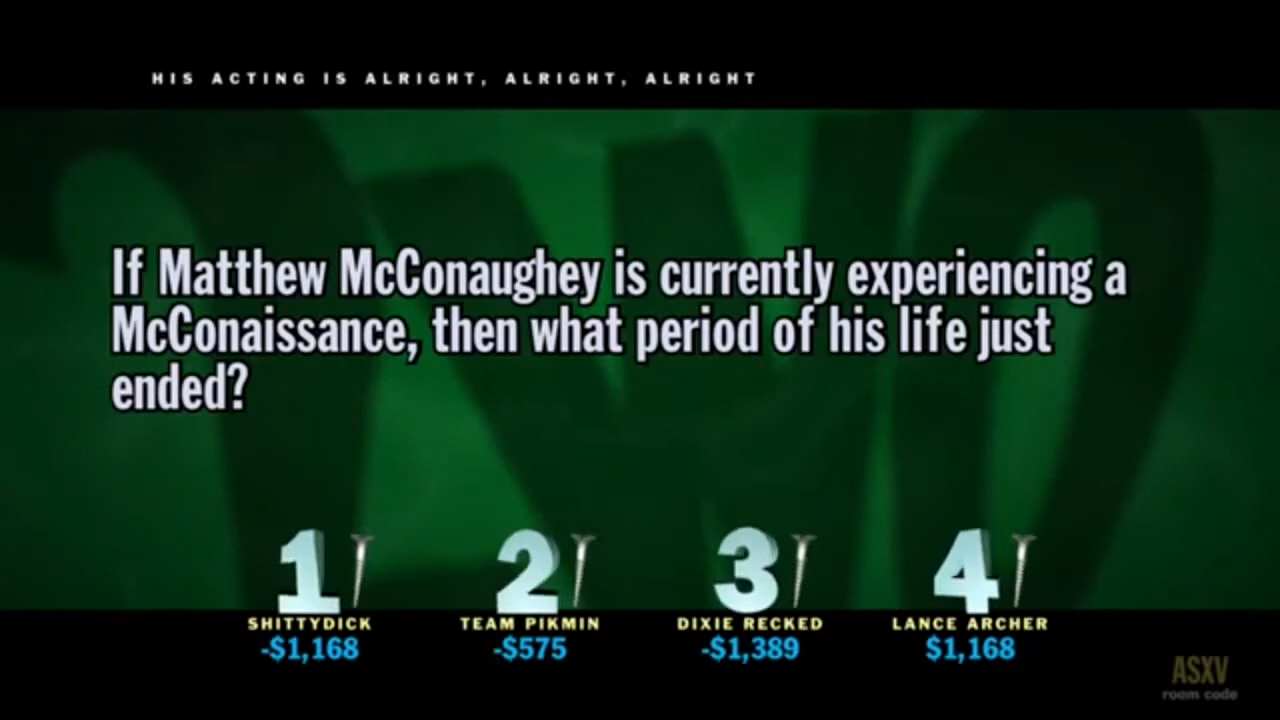 HIS ACTING IS ALRIGHT, ALRIGHT, ALRIGHT
If Matthew McConaughey is currently experiencing a
McConaissance, then what period of his life just
ended?
1 2 3 4
SHITTYDICK TEAM PIKMIN DIXIE RECKED LANCE ARCHER
-$1,168 -$575 -$1,389 $1,168
ASXV
room code